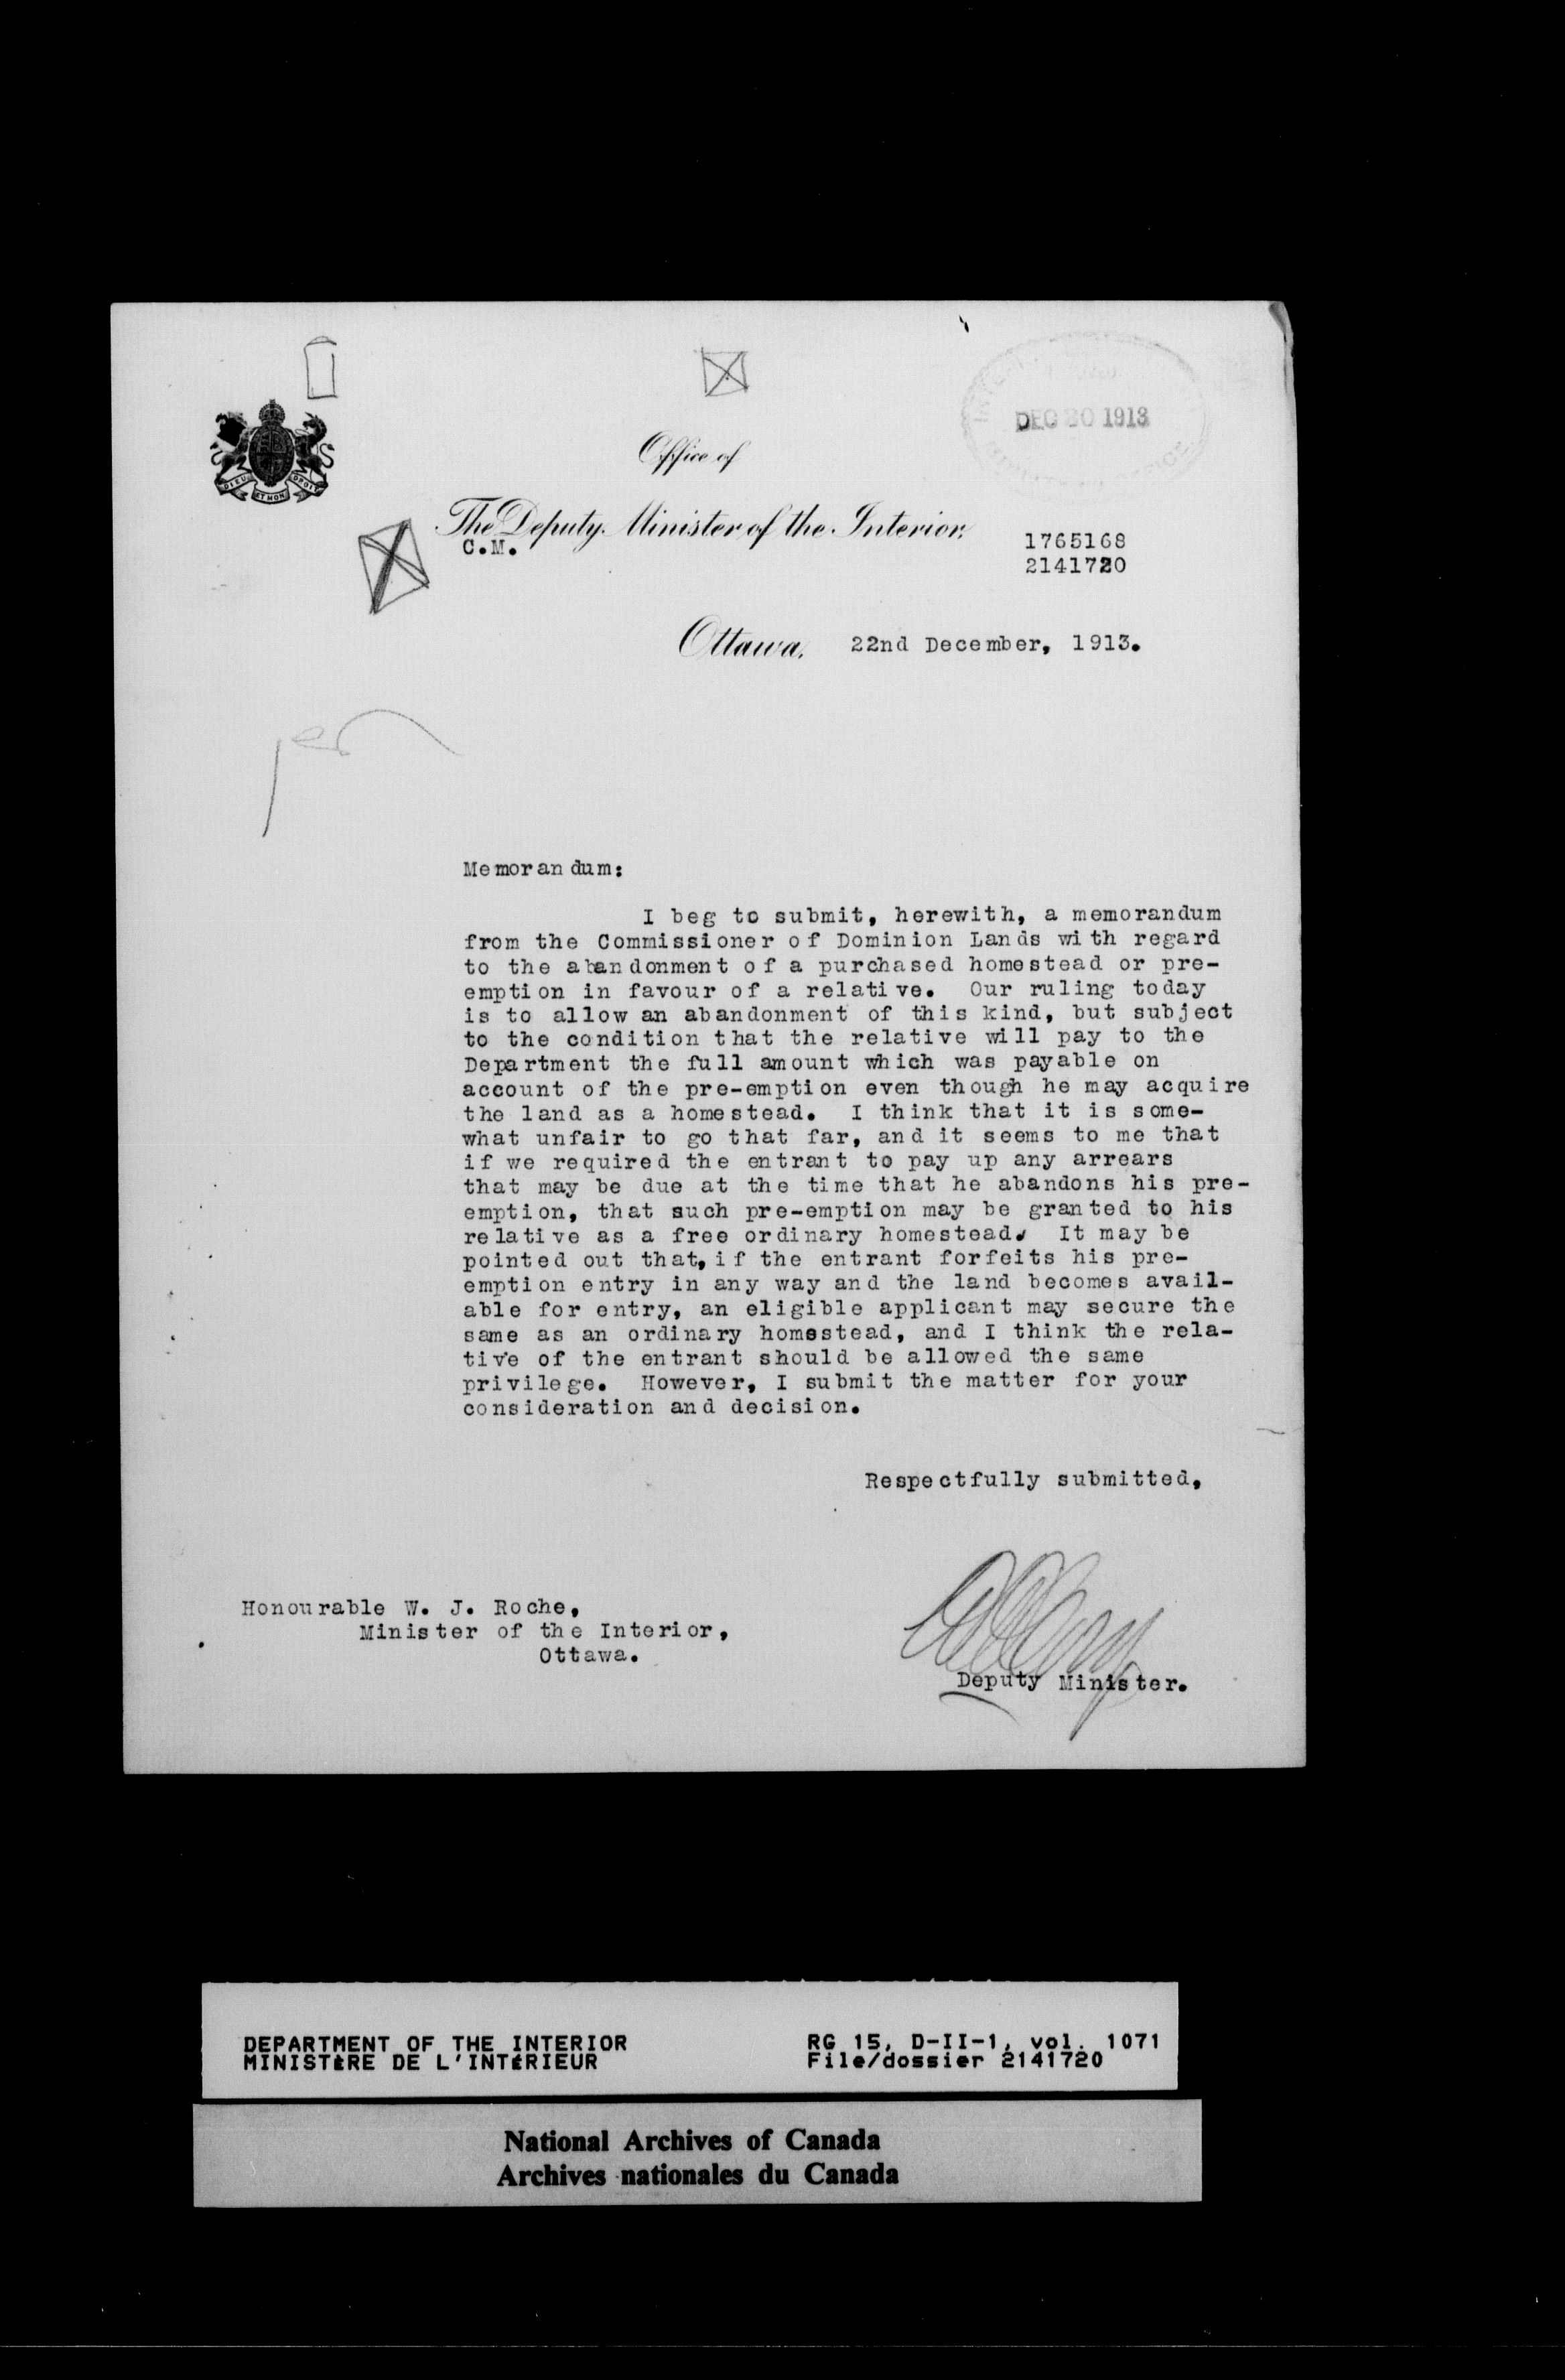 DEC 30 1913
DIEU ET MON DROIT
Office of
The Deputy Minister of the Interior.
C.M.
1765168
2141720
Ottawa, 22nd December, 1913.
Memorandum:
I beg to submit, herewith, a memorandum
from the Commissioner of Dominion Lands with regard
to the abandonment of a purchased homestead or pre-
emption in favour of a relative. Our ruling today
is to allow an abandonment of this kind, but subject
to the condition that the relative will pay to the
Department the full amount which was payable on
account of the pre-emption even though he may acquire
the land as a homestead. I think that it is some-
what unfair to go that far, and it seems to me that
if we required the entrant to pay up any arrears
that may be due at the time that he abandons his pre-
emption, that such pre-emption may be granted to his
relative as a free ordinary homestead. It may be
pointed out that, if the entrant forfeits his pre-
emption entry in any way and the land becomes avail-
able for entry, an eligible applicant may secure the
same as an ordinary homestead, and I think the rela-
tive of the entrant should be allowed the same
privilege. However, I submit the matter for your
consideration and decision.
Respectfully submitted,
Honourable W. J. Roche,
Minister of the Interior,
Ottawa.
WWCory
Deputy Minister.
DEPARTMENT OF THE INTERIOR
MINISTÈRE DE L'INTÉRIEUR
RG 15, D-II-1, vol. 1071
File/dossier 2141720
National Archives of Canada
Archives nationales du Canada